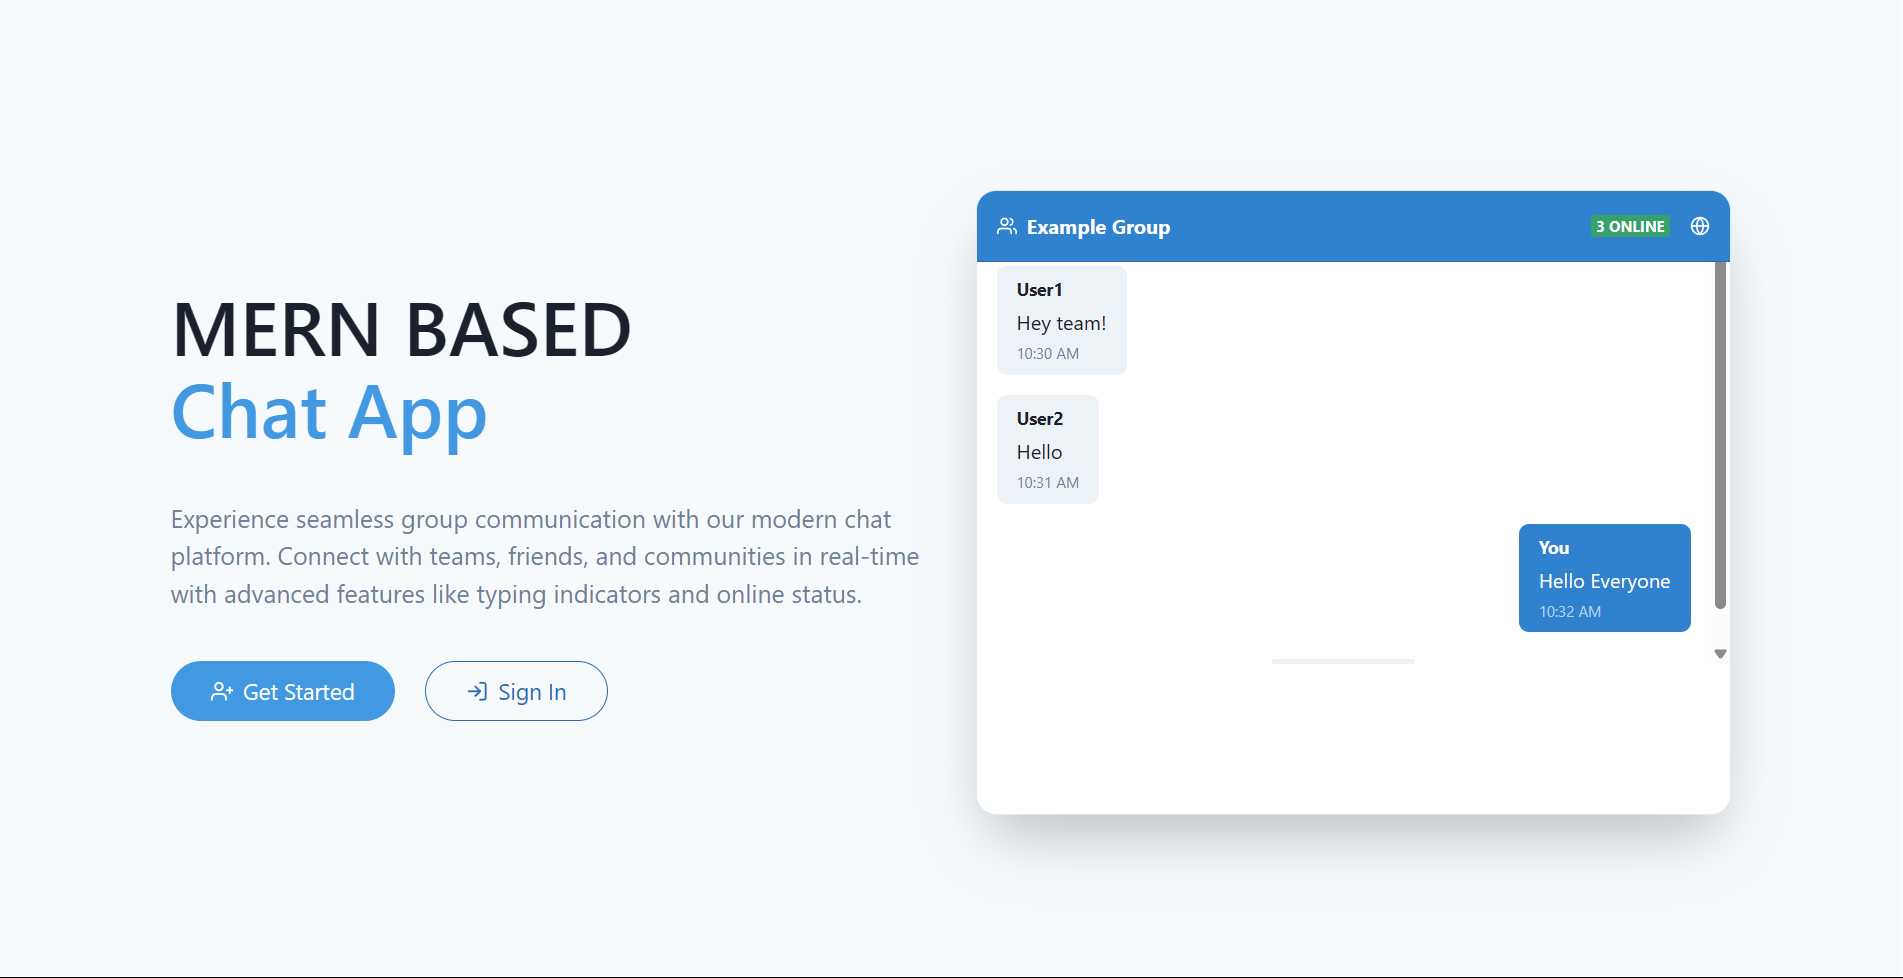 MERN BASED
Chat App
Experience seamless group communication with our modern chat
platform. Connect with teams, friends, and communities in real-time
with advanced features like typing indicators and online status.
Get Started
Sign In
Example Group
3 ONLINE
User1
Hey team!
10:30 AM
User2
Hello
10:31 AM
You
Hello Everyone
10:32 AM